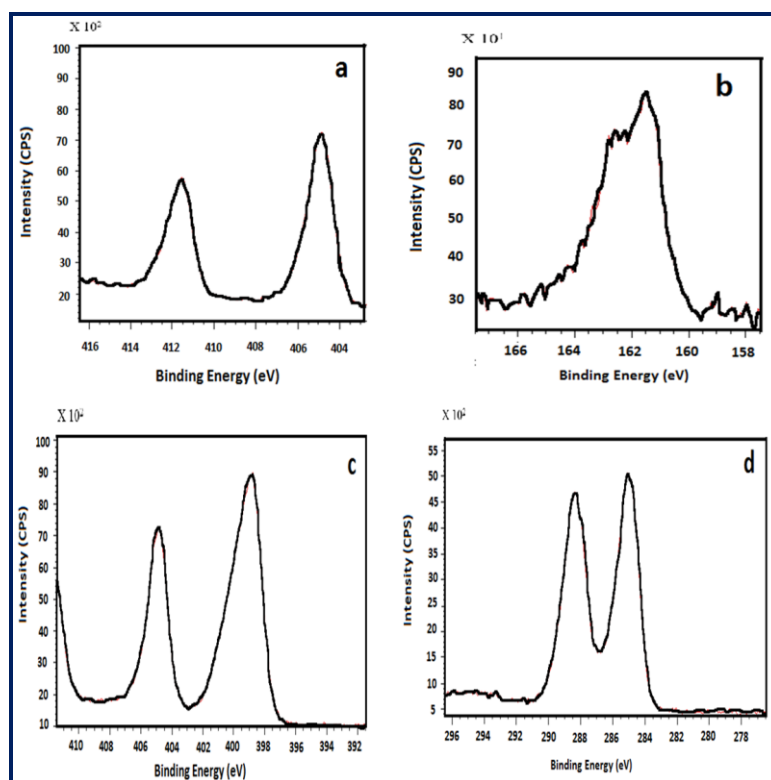 X 10²
a
100
90
80
70
60
50
40
30
20
Intensity (CPS)
416 414 412 410 408 406 404
Binding Energy (eV)
X 10¹
b
90
80
70
60
50
40
30
Intensity (CPS)
166 164 162 160 158
:
Binding Energy (eV)
X 10²
c
100
90
80
70
60
50
40
30
20
10
Intensity (CPS)
410 408 406 404 402 400 398 396 394 392
Binding Energy (eV)
X 10²
d
55
50
45
40
35
30
25
20
15
10
5
Intensity (CPS)
296 294 292 290 288 286 284 282 280 278
Binding Energy (eV)